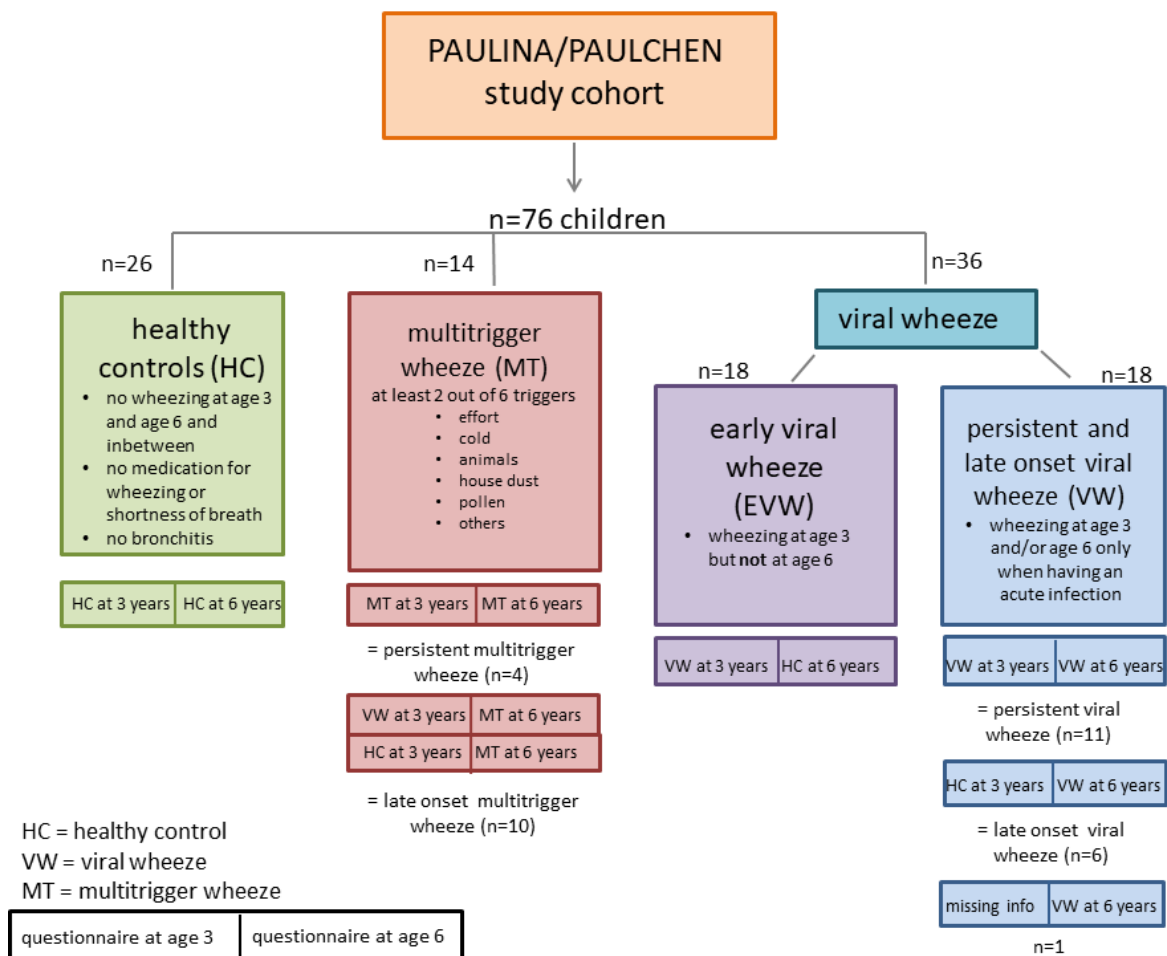 PAULINA/PAULCHEN
study cohort
n=76 children
n=26
n=14
n=36
healthy
controls (HC)
• no wheezing at age 3
and age 6 and
inbetween
• no medication for
wheezing or
shortness of breath
• no bronchitis
HC at 3 years
HC at 6 years
multitrigger
wheeze (MT)
at least 2 out of 6 triggers
• effort
• cold
• animals
• house dust
• pollen
• others
MT at 3 years
MT at 6 years
= persistent multitrigger
wheeze (n=4)
VW at 3 years
MT at 6 years
HC at 3 years
MT at 6 years
= late onset multitrigger
wheeze (n=10)
viral wheeze
n=18
n=18
early viral
wheeze
(EVW)
• wheezing at age 3
but not at age 6
VW at 3 years
HC at 6 years
persistent and
late onset viral
wheeze (VW)
• wheezing at age 3
and/or age 6 only
when having an
acute infection
VW at 3 years
VW at 6 years
= persistent viral
wheeze (n=11)
HC at 3 years
VW at 6 years
= late onset viral
wheeze (n=6)
missing info
VW at 6 years
n=1
HC = healthy control
VW = viral wheeze
MT = multitrigger wheeze
questionnaire at age 3
questionnaire at age 6